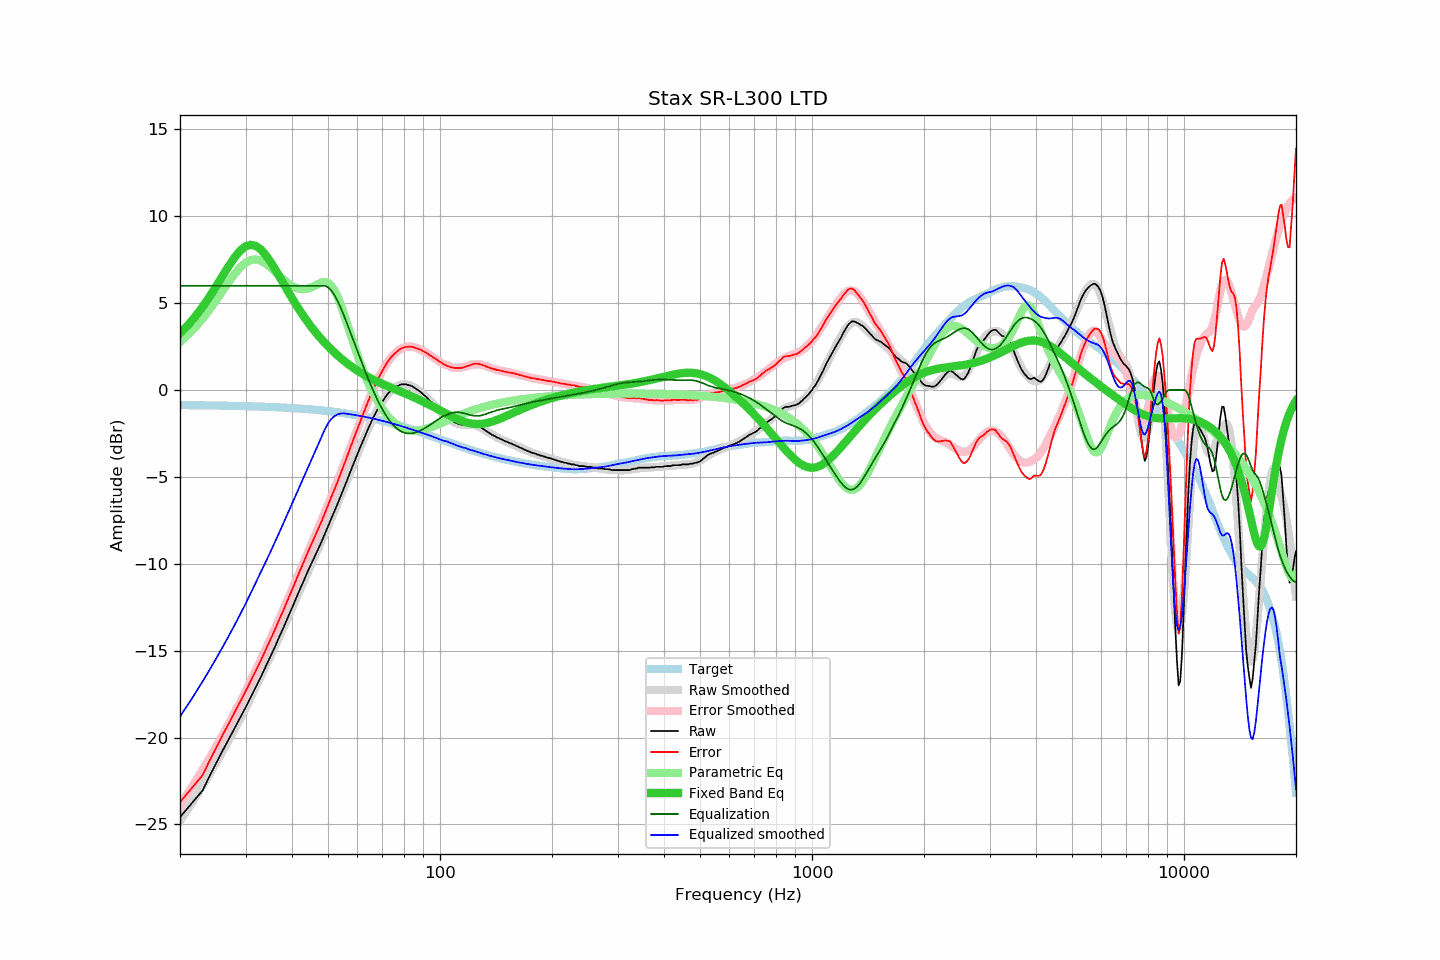 Stax SR-L300 LTD
15
10
5
0
−5
−10
−15
−20
−25
Amplitude (dBr)
Target
Raw Smoothed
Error Smoothed
Raw
Error
Parametric Eq
Fixed Band Eq
Equalization
Equalized smoothed
100
1000
10000
Frequency (Hz)